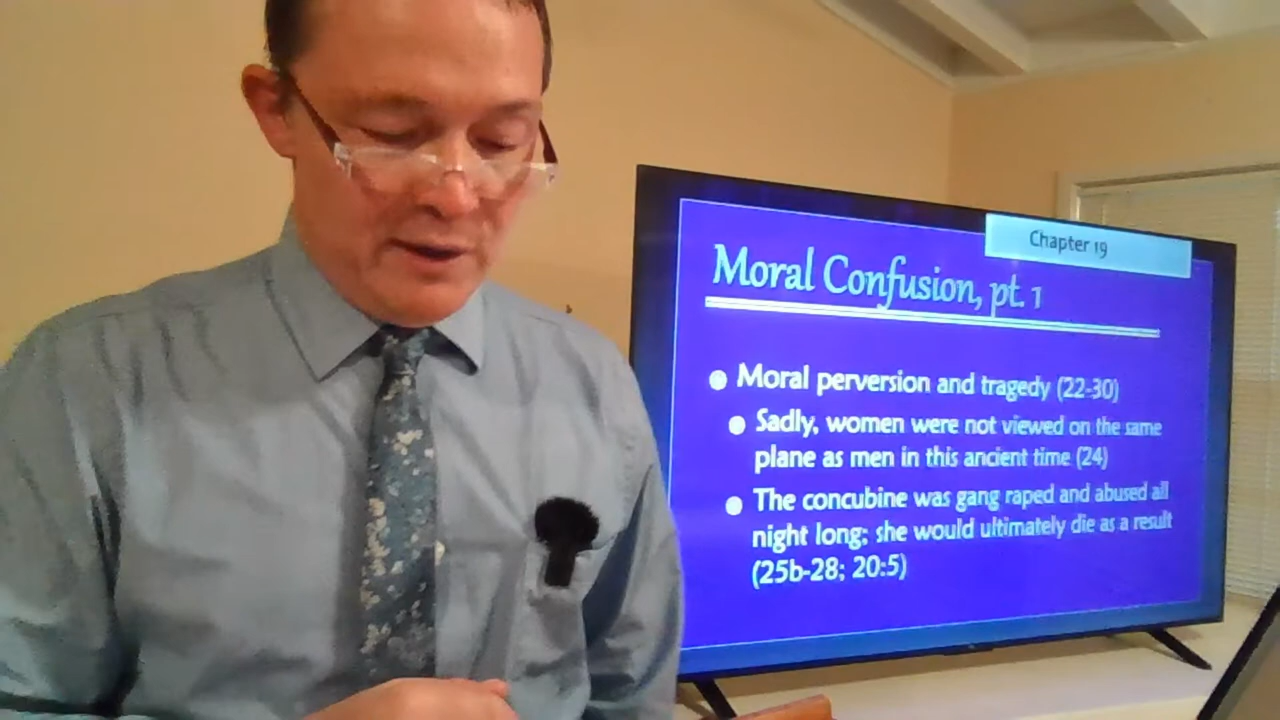 Chapter 19
Moral Confusion, pt. 1
Moral perversion and tragedy (22-30)
Sadly, women were not viewed on the same
plane as men in this ancient time (24)
The concubine was gang raped and abused all
night long; she would ultimately die as a result
(25b-28; 20:5)